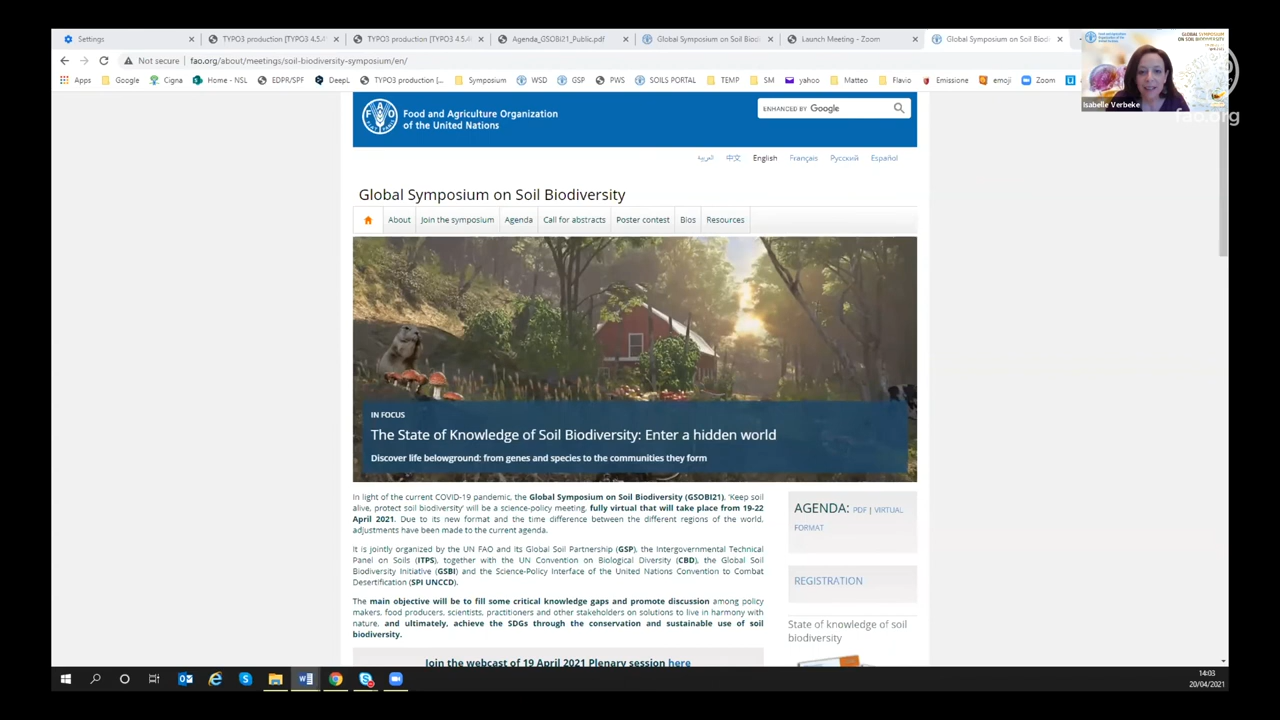 Settings
TYPO3 production [TYPO3 4.5.4
TYPO3 production [TYPO3 4.5.4
Agenda_GSOBI21_Public.pdf
Global Symposium on Soil Biodi
Launch Meeting - Zoom
Global Symposium on Soil Biodi
Not secure | fao.org/about/meetings/soil-biodiversity-symposium/en/
Apps
Google
Cigna
Home - NSL
EDPR/SPF
DeepL
TYPO3 production [
Symposium
WSD
GSP
PWS
SOILS PORTAL
TEMP
SM
yahoo
Matteo
Flavio
Emissione
emoji
Zoom
GLOBAL SYMPOSIUM
ON SOIL BIODIVERSITY
Isabelle Verbeke
fao.org
Food and Agriculture Organization
of the United Nations
ENHANCED BY Google
العربية
中文
English
Français
Русский
Español
Global Symposium on Soil Biodiversity
About
Join the symposium
Agenda
Call for abstracts
Poster contest
Bios
Resources
IN FOCUS
The State of Knowledge of Soil Biodiversity: Enter a hidden world
Discover life belowground: from genes and species to the communities they form
In light of the current COVID-19 pandemic, the Global Symposium on Soil Biodiversity (GSOBI21), 'Keep soil
alive, protect soil biodiversity' will be a science-policy meeting, fully virtual that will take place from 19-22
April 2021. Due to its new format and the time difference between the different regions of the world,
adjustments have been made to the current agenda.
It is jointly organized by the UN FAO and its Global Soil Partnership (GSP), the Intergovernmental Technical
Panel on Soils (ITPS), together with the UN Convention on Biological Diversity (CBD), the Global Soil
Biodiversity Initiative (GSBI) and the Science-Policy Interface of the United Nations Convention to Combat
Desertification (SPI UNCCD).
The main objective will be to fill some critical knowledge gaps and promote discussion among policy
makers, food producers, scientists, practitioners and other stakeholders on solutions to live in harmony with
nature, and ultimately, achieve the SDGs through the conservation and sustainable use of soil
biodiversity.
Join the webcast of 19 April 2021 Plenary session here
AGENDA: PDF | VIRTUAL
FORMAT
REGISTRATION
State of knowledge of soil
biodiversity
14:03
20/04/2021